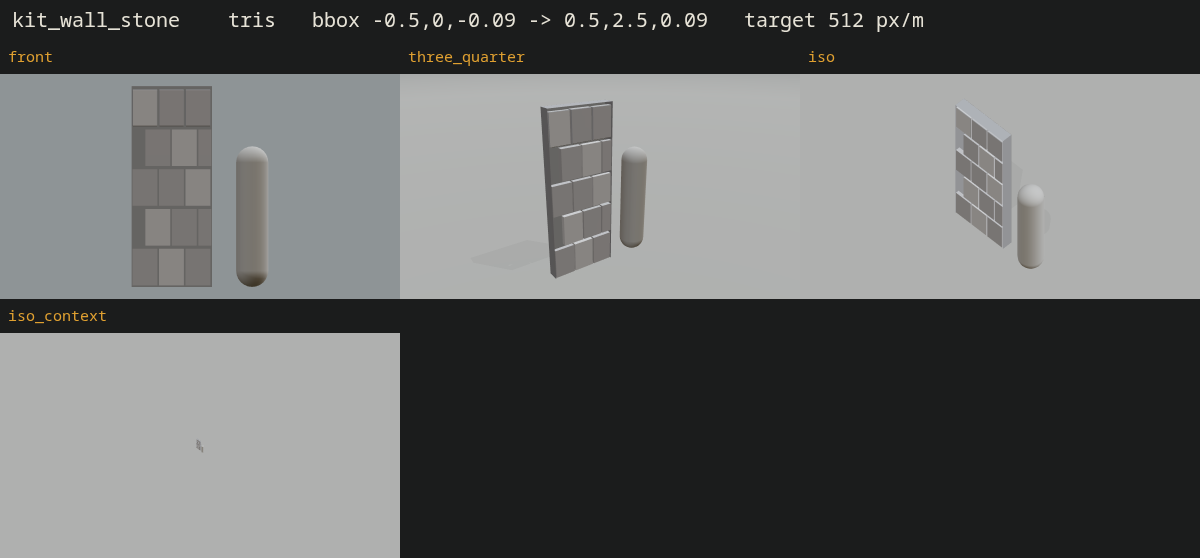 kit_wall_stone    tris   bbox -0.5,0,-0.09 -> 0.5,2.5,0.09   target 512 px/m
front three_quarter iso
iso_context